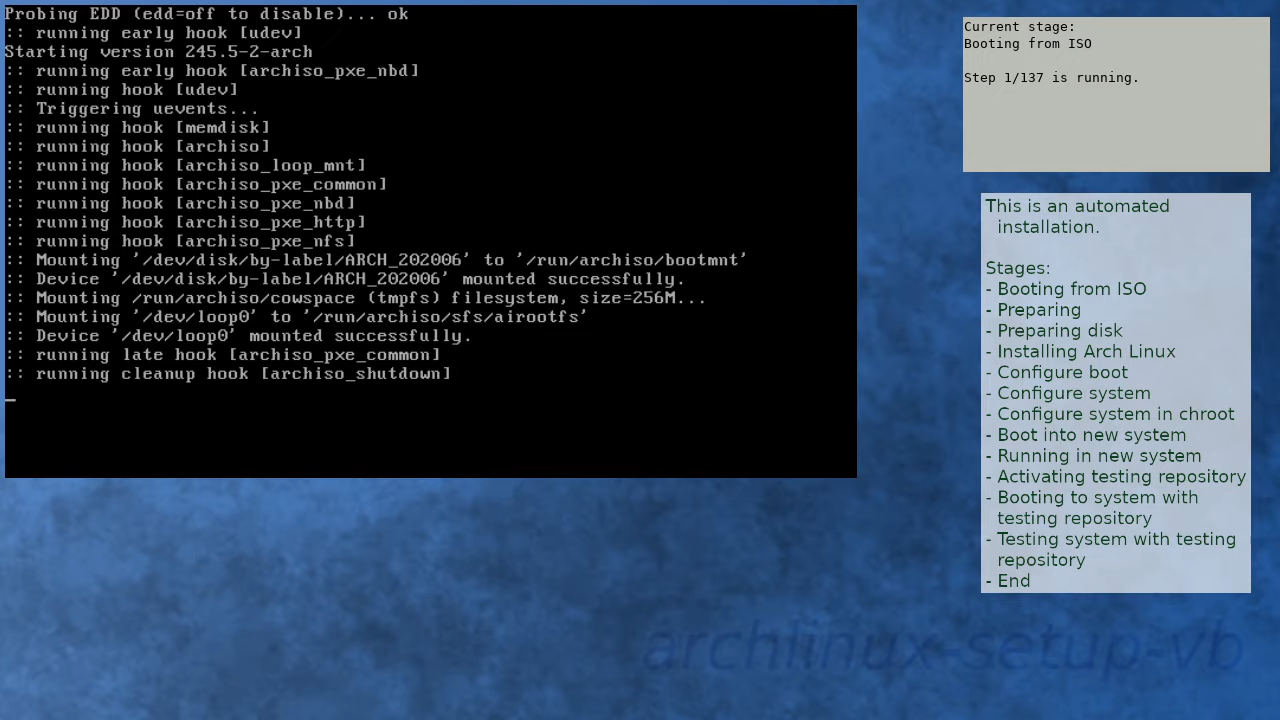 Probing EDD (edd=off to disable)... ok
:: running early hook [udev]
Starting version 245.5-2-arch
:: running early hook [archiso_pxe_nbd]
:: running hook [udev]
:: Triggering uevents...
:: running hook [memdisk]
:: running hook [archiso]
:: running hook [archiso_loop_mnt]
:: running hook [archiso_pxe_common]
:: running hook [archiso_pxe_nbd]
:: running hook [archiso_pxe_http]
:: running hook [archiso_pxe_nfs]
:: Mounting '/dev/disk/by-label/ARCH_202006' to '/run/archiso/bootmnt'
:: Device '/dev/disk/by-label/ARCH_202006' mounted successfully.
:: Mounting /run/archiso/cowspace (tmpfs) filesystem, size=256M...
:: Mounting '/dev/loop0' to '/run/archiso/sfs/airootfs'
:: Device '/dev/loop0' mounted successfully.
:: running late hook [archiso_pxe_common]
:: running cleanup hook [archiso_shutdown]
Current stage:
Booting from ISO
Step 1/137 is running.
This is an automated
installation.
Stages:
- Booting from ISO
- Preparing
- Preparing disk
- Installing Arch Linux
- Configure boot
- Configure system
- Configure system in chroot
- Boot into new system
- Running in new system
- Activating testing repository
- Booting to system with
testing repository
- Testing system with testing
repository
- End
archlinux-setup-vb